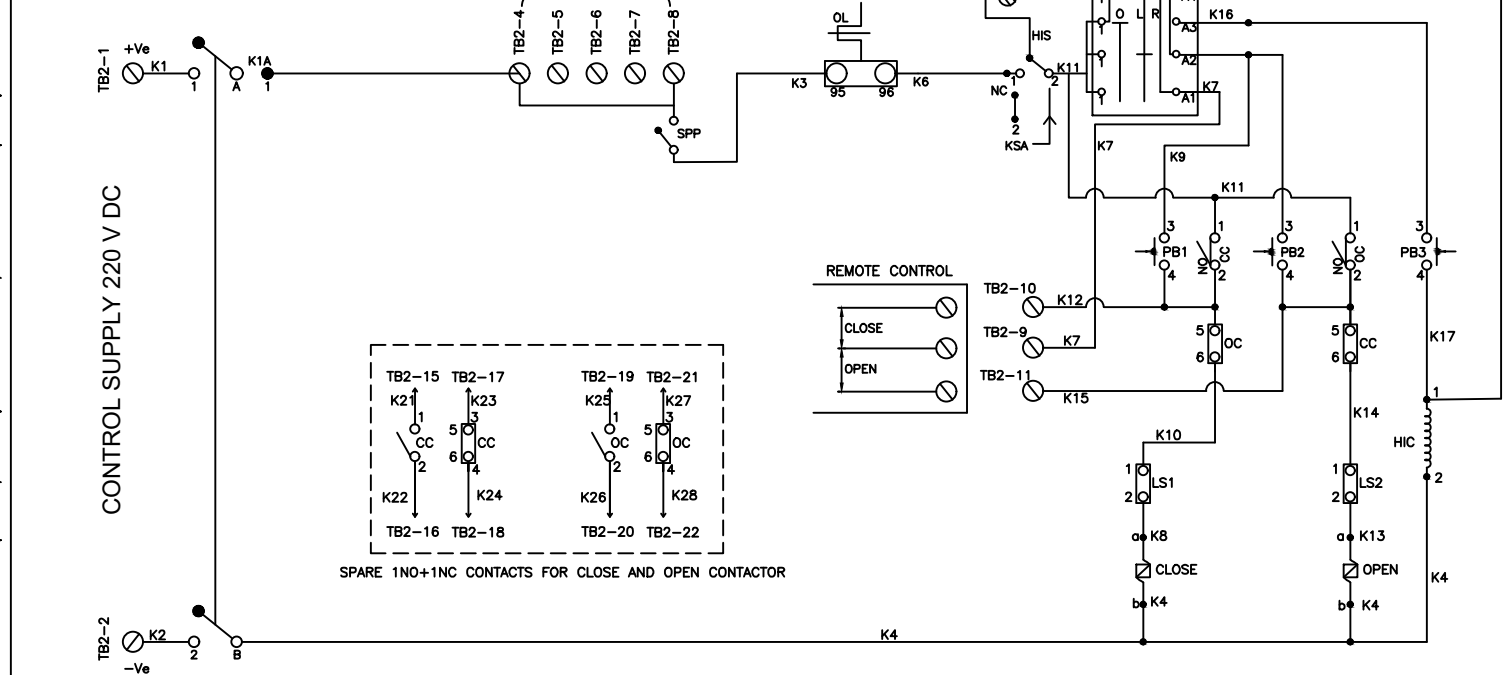 TB2-4
TB2-5
TB2-6
TB2-7
TB2-8
OL
O L R
K16
A3
+Ve
TB2-1
K1
1
A
K1A
1
HIS
1
1
1
A2
SPP
K3
95
96
K6
NC
1
2
K11
2
KSA
K7
A1
K7
K9
K11
CONTROL SUPPLY 220 V DC
3
PB1
4
1
NO
CC
2
3
PB2
4
1
NO
OC
2
3
PB3
4
REMOTE CONTROL
CLOSE
OPEN
TB2-10
K12
TB2-9
K7
TB2-11
K15
5
6
OC
5
6
CC
K17
1
HIC
2
K14
K10
1
2
LS1
1
2
LS2
a
K8
CLOSE
b
K4
a
K13
OPEN
b
K4
K4
TB2-15
TB2-17
TB2-19
TB2-21
K21
K23
K25
K27
1
CC
2
3
5
6
CC
4
1
OC
2
3
5
6
OC
4
K22
K24
K26
K28
TB2-16
TB2-18
TB2-20
TB2-22
SPARE 1NO+1NC CONTACTS FOR CLOSE AND OPEN CONTACTOR
TB2-2
K2
2
B
-Ve
K4